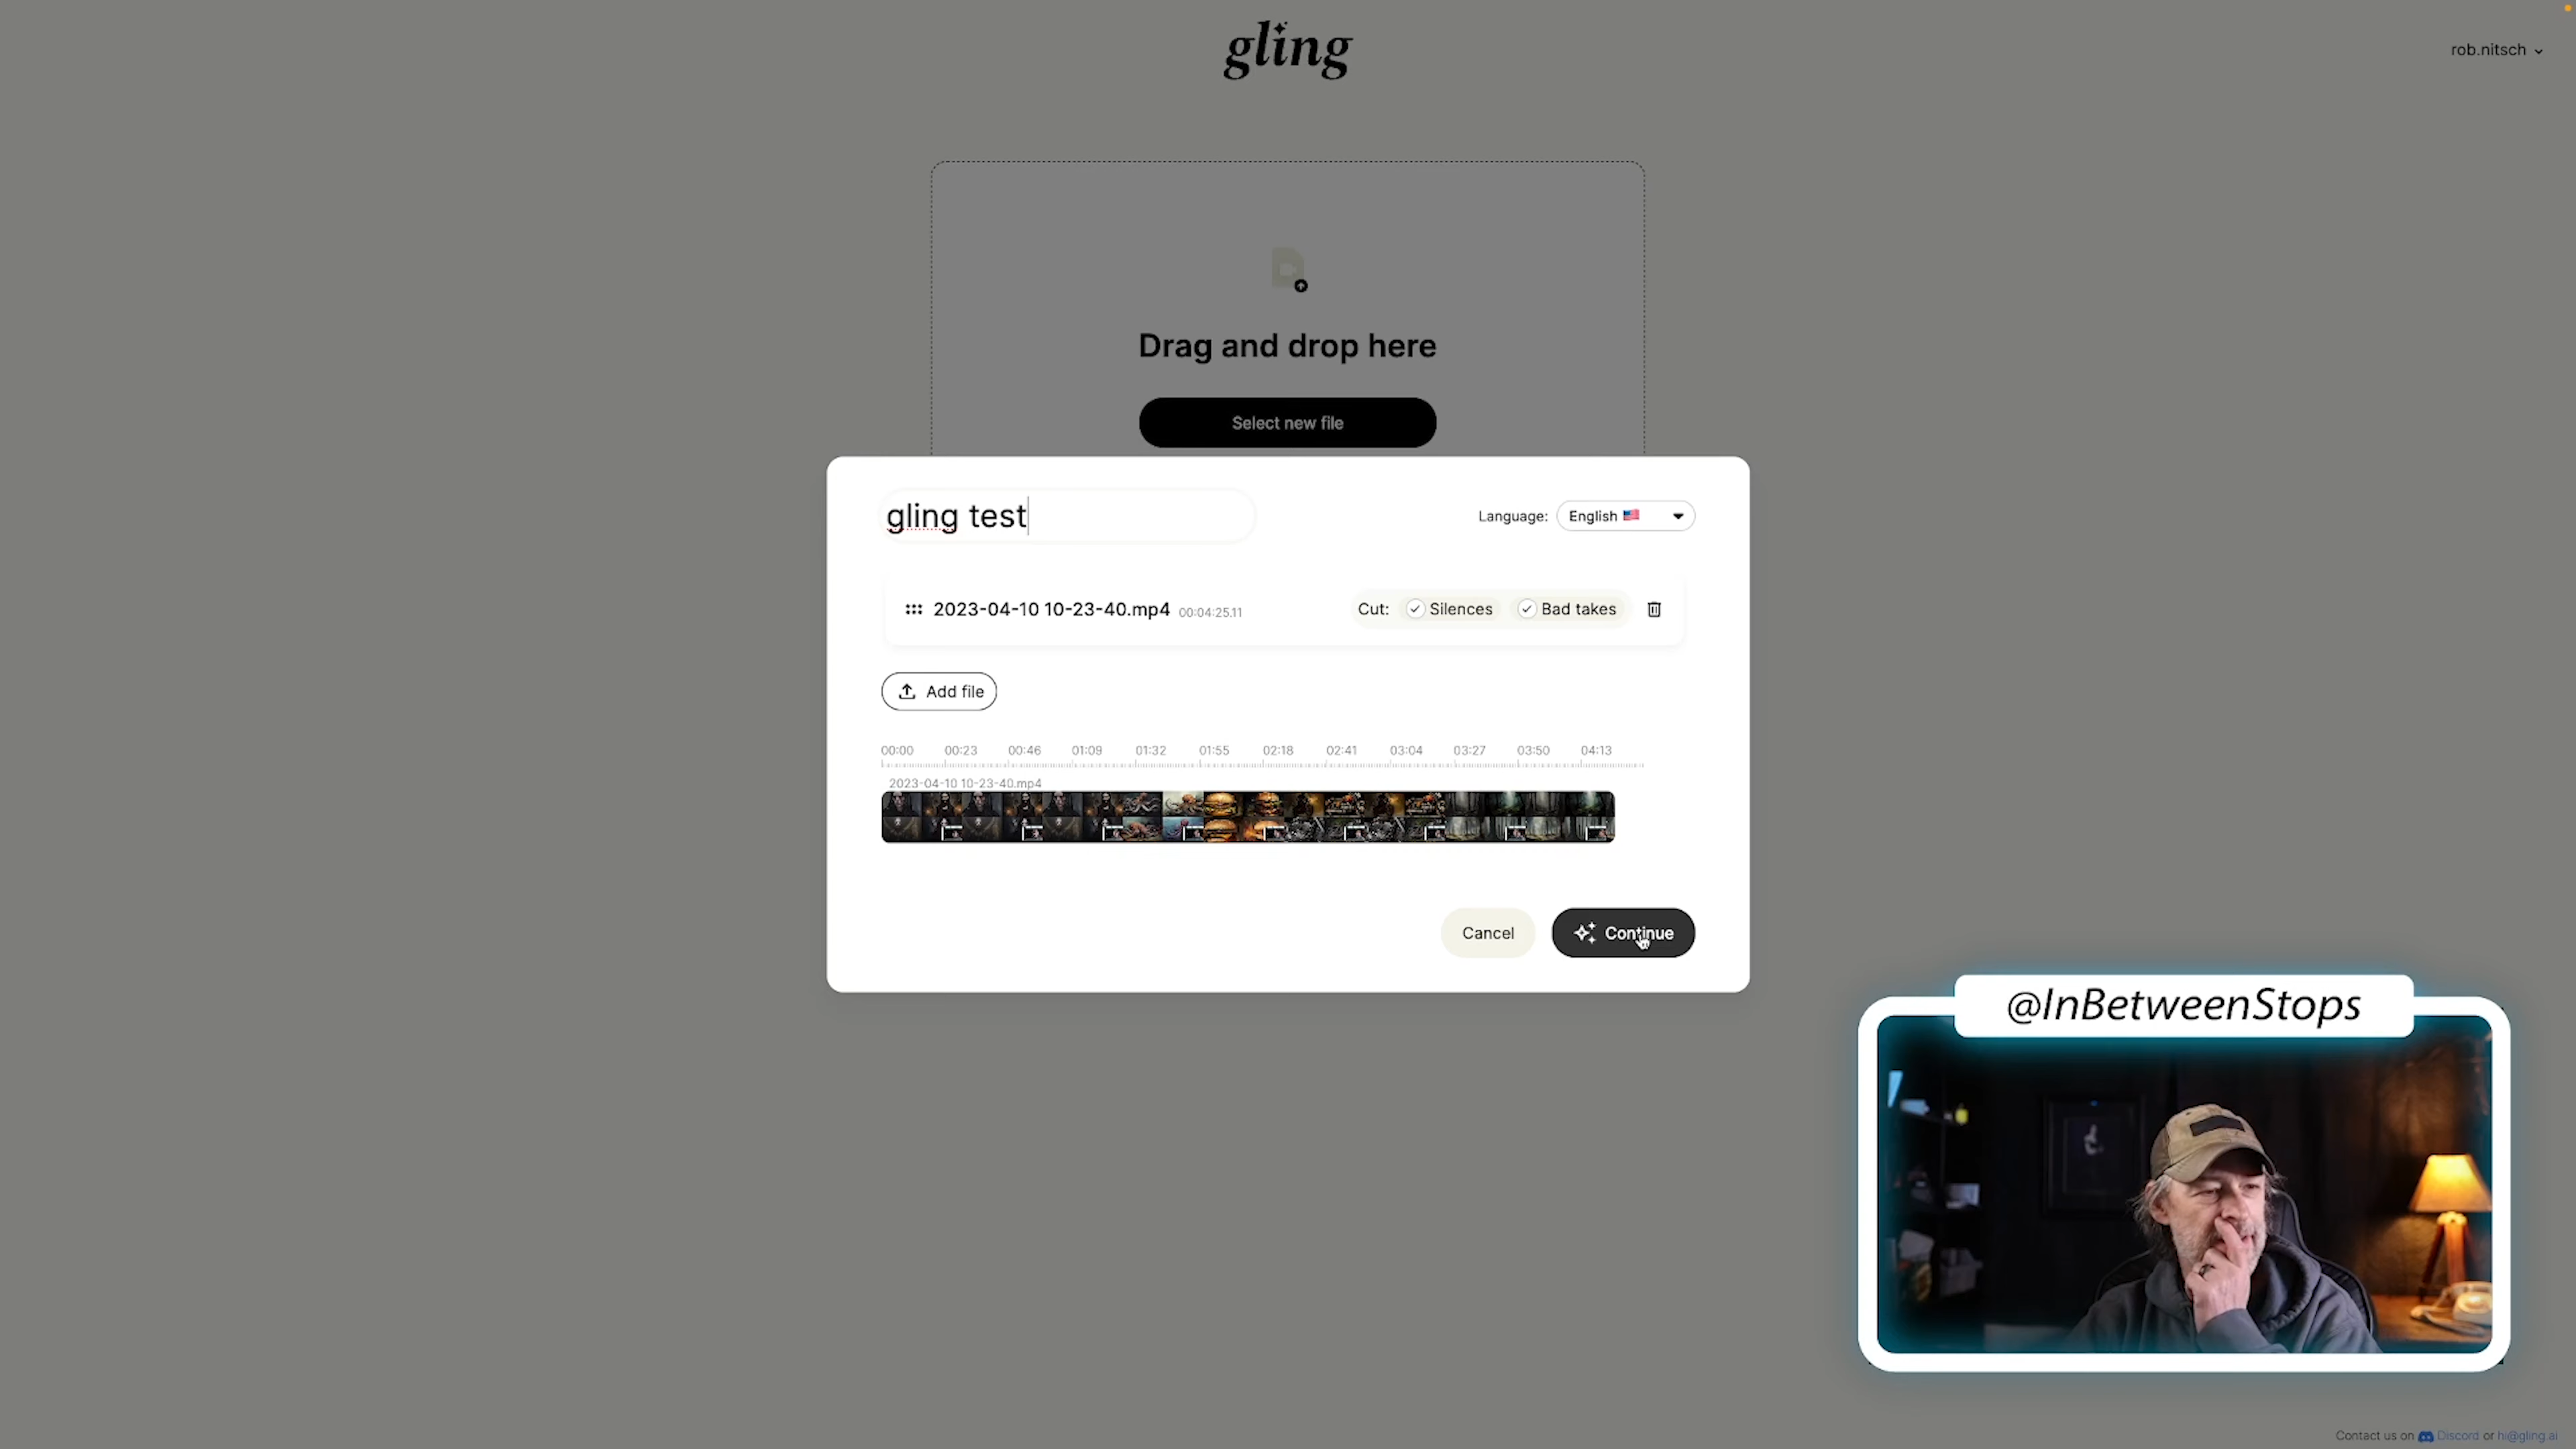 gling
rob.nitsch
Drag and drop here
Select new file
gling test
Language: English
2023-04-10 10-23-40.mp4 00:04:25.11
Cut: Silences Bad takes
Add file
00:00 00:23 00:46 01:09 01:32 01:55 02:18 02:41 03:04 03:27 03:50 04:13
2023-04-10 10-23-40.mp4
Cancel Continue
@InBetweenStops
Contact us on Discord or hi@gling.ai